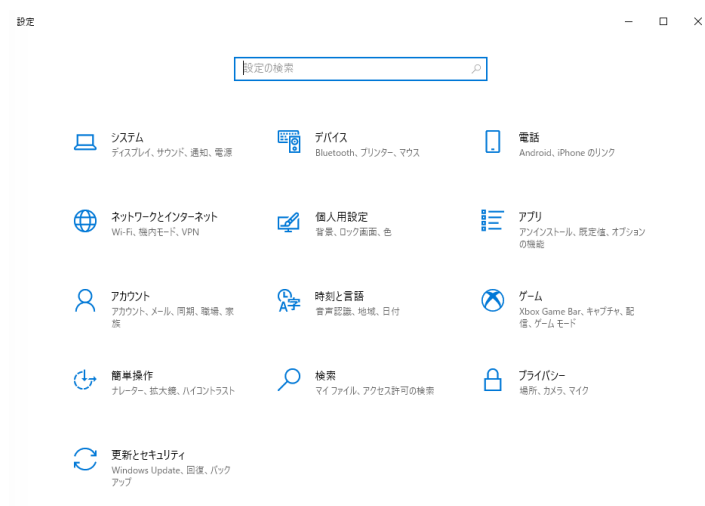 設定
設定の検索
システム
ディスプレイ、サウンド、通知、電源
デバイス
Bluetooth、プリンター、マウス
電話
Android、iPhone のリンク
ネットワークとインターネット
Wi-Fi、機内モード、VPN
個人用設定
背景、ロック画面、色
アプリ
アンインストール、既定値、オプション
の機能
アカウント
アカウント、メール、同期、職場、家
族
時刻と言語
音声認識、地域、日付
ゲーム
Xbox Game Bar、キャプチャ、配
信、ゲーム モード
簡単操作
ナレーター、拡大鏡、ハイコントラスト
検索
マイ ファイル、アクセス許可の検索
プライバシー
場所、カメラ、マイク
更新とセキュリティ
Windows Update、回復、バック
アップ